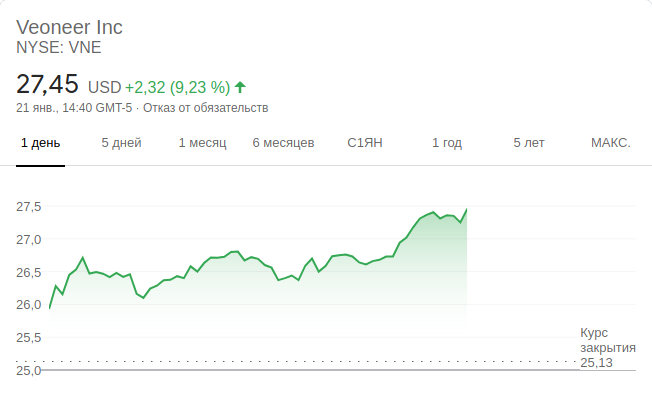 Veoneer Inc
NYSE: VNE
27,45 USD +2,32 (9,23 %)
21 янв., 14:40 GMT-5 · Отказ от обязательств
1 день 5 дней 1 месяц 6 месяцев С1ЯН 1 год 5 лет МАКС.
27,5
27,0
26,5
26,0
25,5
25,0
Курс
закрытия
25,13